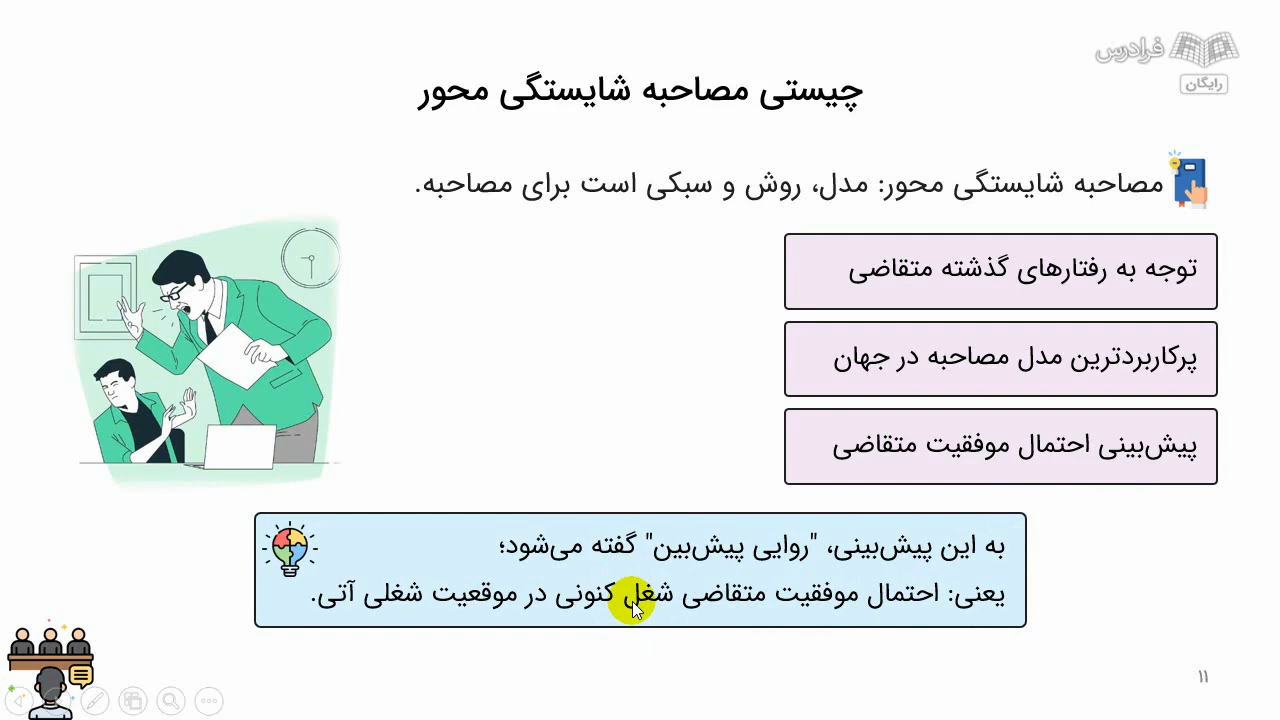 فرادرس
رایگان
چیستی مصاحبه شایستگی محور
مصاحبه شایستگی محور: مدل، روش و سبکی است برای مصاحبه.
توجه به رفتارهای گذشته متقاضی
پرکاربردترین مدل مصاحبه در جهان
پیش‌بینی احتمال موفقیت متقاضی
به این پیش‌بینی، "روایی پیش‌بین" گفته می‌شود؛
یعنی: احتمال موفقیت متقاضی شغل کنونی در موقعیت شغلی آتی.
۱۱